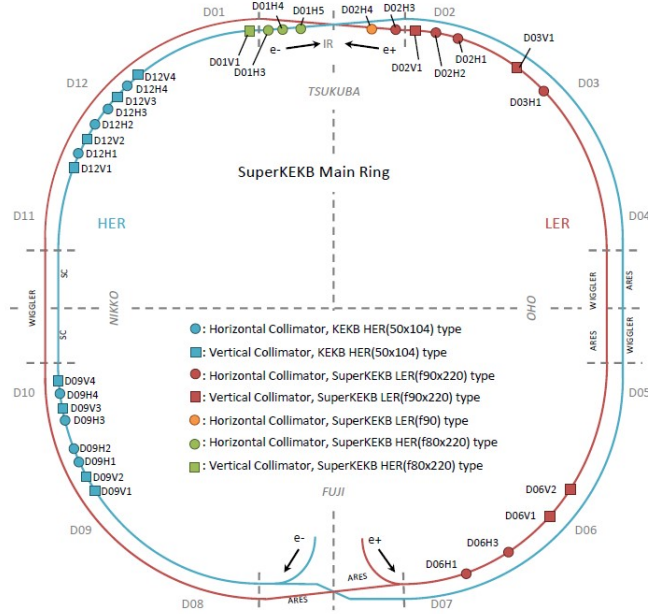 D01
D01H4
D01H5
D02H4
D02H3
D02
D01V1
D01H3
e-
IR
e+
D02V1
D02H2
D02H1
D03V1
D03H1
D03
D12
D12V4
D12H4
D12V3
D12H3
D12H2
D12V2
D12H1
D12V1
TSUKUBA
SuperKEKB Main Ring
D11
HER
LER
D04
WIGGLER
SC
SC
NIKKO
OHO
WIGGLER
ARES
ARES
WIGGLER
: Horizontal Collimator, KEKB HER(50x104) type
: Vertical Collimator, KEKB HER(50x104) type
: Horizontal Collimator, SuperKEKB LER(f90x220) type
: Vertical Collimator, SuperKEKB LER(f90x220) type
: Horizontal Collimator, SuperKEKB LER(f90) type
: Horizontal Collimator, SuperKEKB HER(f80x220) type
: Vertical Collimator, SuperKEKB HER(f80x220) type
D10
D09V4
D09H4
D09V3
D09H3
D09H2
D09H1
D09V2
D09V1
D05
FUJI
D06V2
D06V1
D06
D06H3
D06H1
D09
e-
e+
ARES
ARES
D08
D07